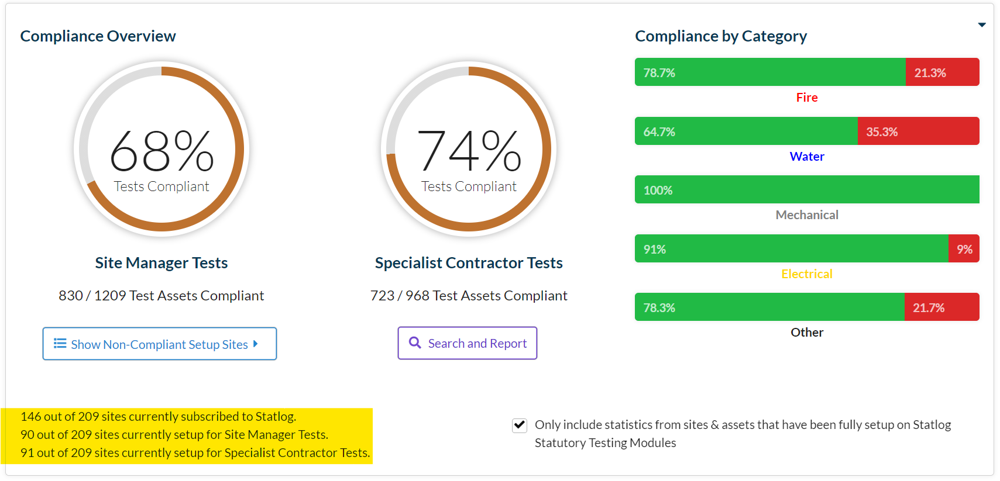 Compliance Overview
68%
Tests Compliant
Site Manager Tests
830 / 1209 Test Assets Compliant
Show Non-Compliant Setup Sites
74%
Tests Compliant
Specialist Contractor Tests
723 / 968 Test Assets Compliant
Search and Report
Compliance by Category
78.7% 21.3%
Fire
64.7% 35.3%
Water
100%
Mechanical
91% 9%
Electrical
78.3% 21.7%
Other
146 out of 209 sites currently subscribed to Statlog.
90 out of 209 sites currently setup for Site Manager Tests.
91 out of 209 sites currently setup for Specialist Contractor Tests.
Only include statistics from sites & assets that have been fully setup on Statlog
Statutory Testing Modules